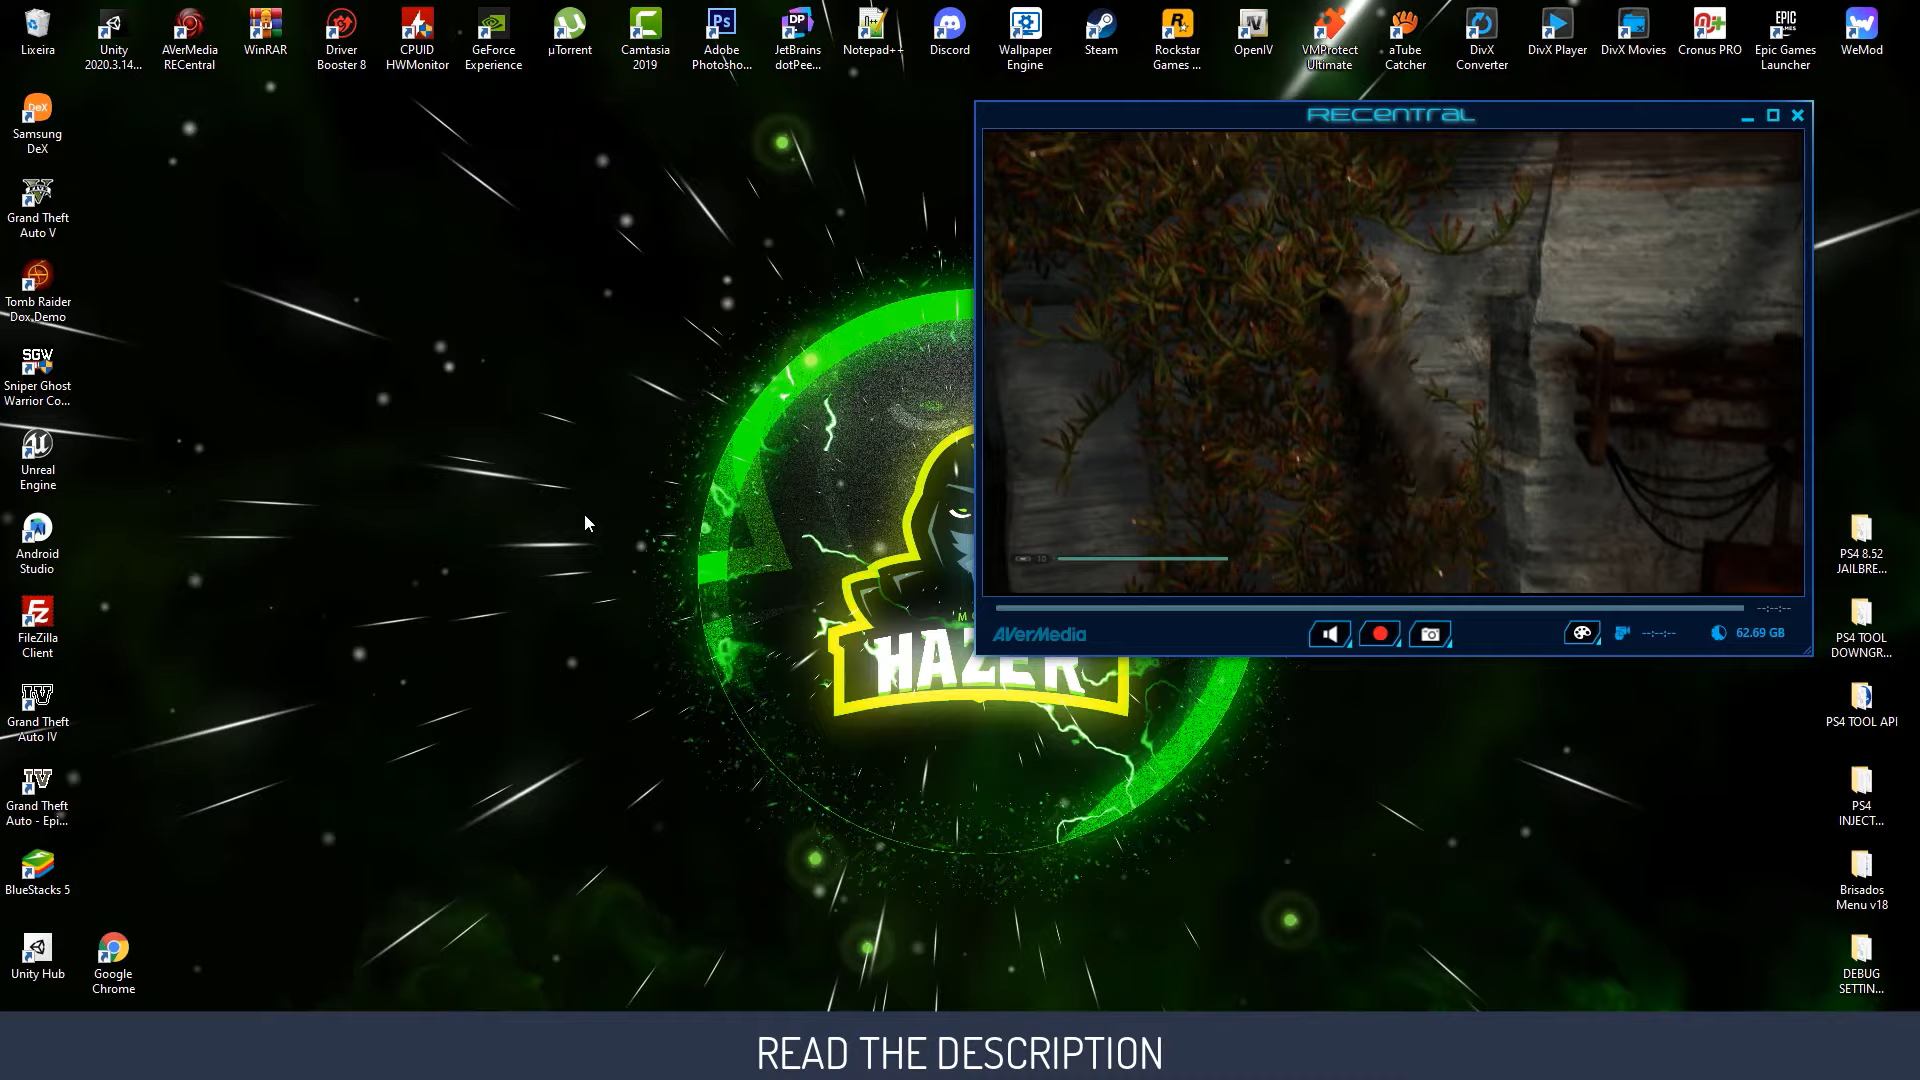 Lixeira
Unity
2020.3.14...
AVerMedia
RECentral
WinRAR
Driver
Booster 8
CPUID
HWMonitor
GeForce
Experience
µTorrent
Camtasia
2019
Adobe
Photosho...
JetBrains
dotPee...
Notepad++
Discord
Wallpaper
Engine
Steam
Rockstar
Games ...
OpenIV
VMProtect
Ultimate
aTube
Catcher
DivX
Converter
DivX Player
DivX Movies
Cronus PRO
Epic Games
Launcher
WeMod
Samsung
DeX
Grand Theft
Auto V
Tomb Raider
Dox Demo
Sniper Ghost
Warrior Co...
Unreal
Engine
Android
Studio
FileZilla
Client
Grand Theft
Auto IV
Grand Theft
Auto - Epi...
BlueStacks 5
Unity Hub
Google
Chrome
RECENTRAL
10
--:--:--
AVerMedia
--:--:--
62.69 GB
HAZER
PS4 8.52
JAILBRE...
PS4 TOOL
DOWNGR...
PS4 TOOL API
PS4
INJECT...
Brisados
Menu v18
DEBUG
SETTIN...
READ THE DESCRIPTION